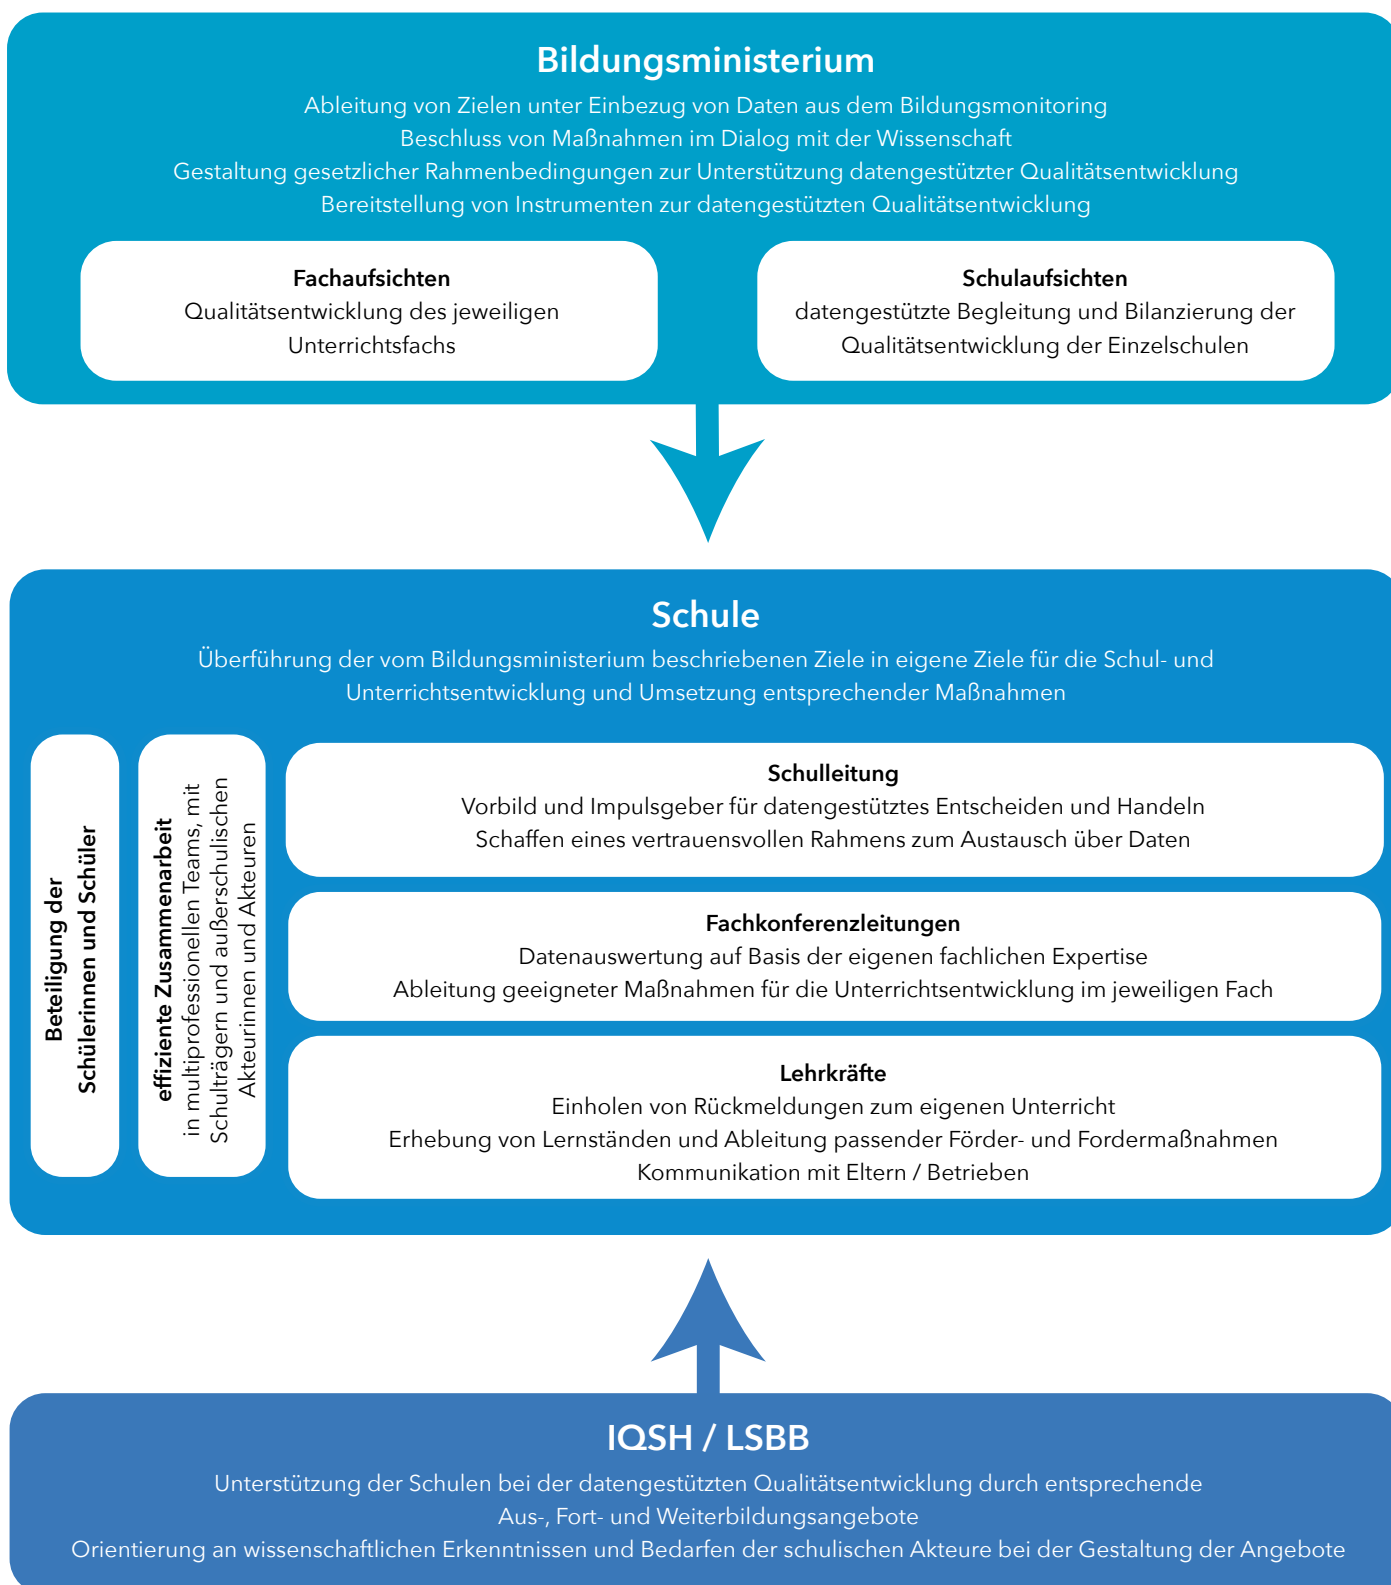 Bildungsministerium
Ableitung von Zielen unter Einbezug von Daten aus dem Bildungsmonitoring
Beschluss von Maßnahmen im Dialog mit der Wissenschaft
Gestaltung gesetzlicher Rahmenbedingungen zur Unterstützung datengestützter Qualitätsentwicklung
Bereitstellung von Instrumenten zur datengestützten Qualitätsentwicklung
Fachaufsichten
Qualitätsentwicklung des jeweiligen
Unterrichtsfachs
Schulaufsichten
datengestützte Begleitung und Bilanzierung der
Qualitätsentwicklung der Einzelschulen
Schule
Überführung der vom Bildungsministerium beschriebenen Ziele in eigene Ziele für die Schul- und
Unterrichtsentwicklung und Umsetzung entsprechender Maßnahmen
Beteiligung der
Schülerinnen und Schüler
effiziente Zusammenarbeit
in multiprofessionellen Teams, mit
Schulträgern und außerschulischen
Akteurinnen und Akteuren
Schulleitung
Vorbild und Impulsgeber für datengestütztes Entscheiden und Handeln
Schaffen eines vertrauensvollen Rahmens zum Austausch über Daten
Fachkonferenzleitungen
Datenauswertung auf Basis der eigenen fachlichen Expertise
Ableitung geeigneter Maßnahmen für die Unterrichtsentwicklung im jeweiligen Fach
Lehrkräfte
Einholen von Rückmeldungen zum eigenen Unterricht
Erhebung von Lernständen und Ableitung passender Förder- und Fordermaßnahmen
Kommunikation mit Eltern / Betrieben
IQSH / LSBB
Unterstützung der Schulen bei der datengestützten Qualitätsentwicklung durch entsprechende
Aus-, Fort- und Weiterbildungsangebote
Orientierung an wissenschaftlichen Erkenntnissen und Bedarfen der schulischen Akteure bei der Gestaltung der Angebote